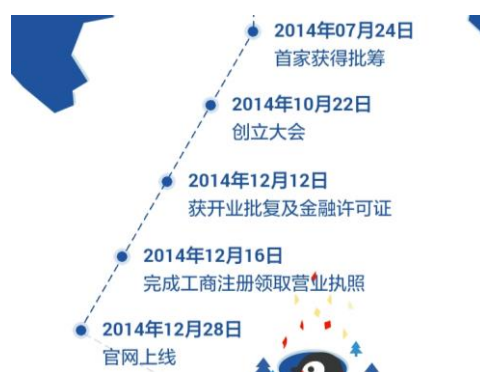 2014年07月24日
首家获得批筹
2014年10月22日
创立大会
2014年12月12日
获开业批复及金融许可证
2014年12月16日
完成工商注册领取营业执照
2014年12月28日
官网上线